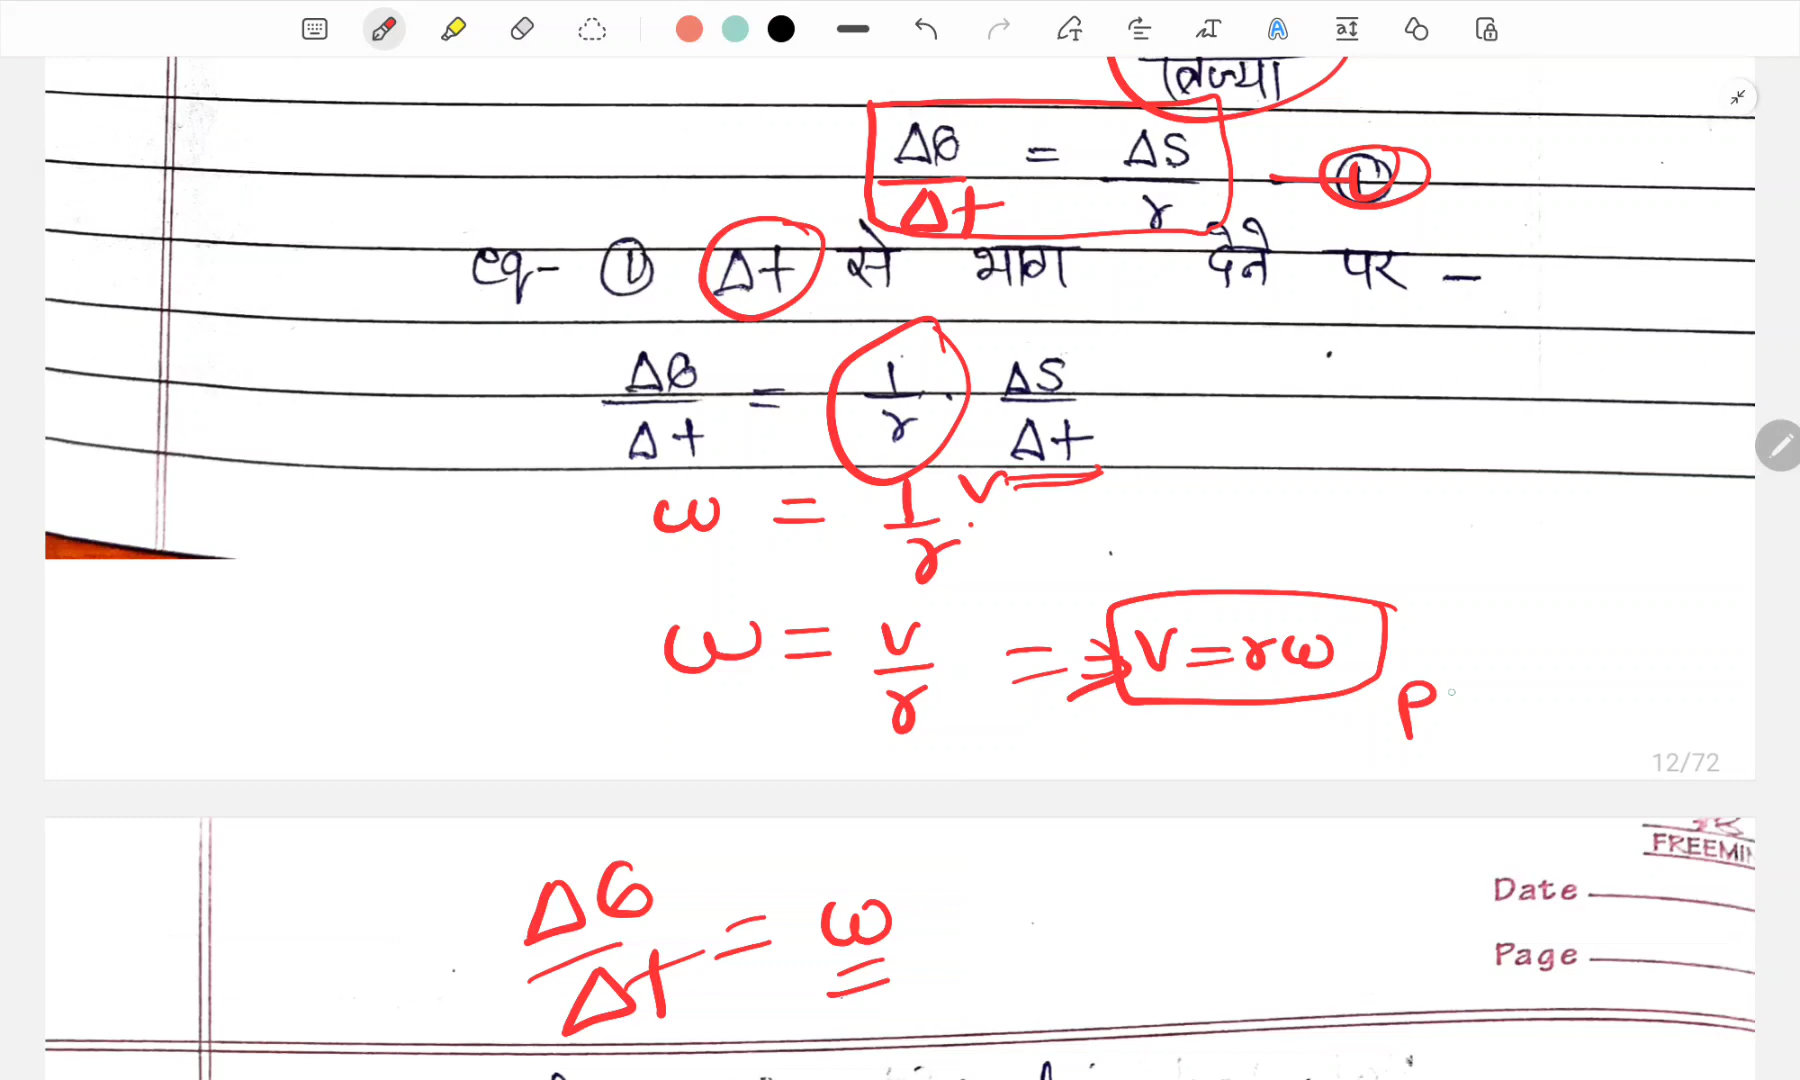 त्रिज्या
Δθ = ΔS — ①
Δt r
eq- ① Δt से भाग देने पर –
Δθ = 1 . ΔS
Δt r Δt
ω = 1 . v
r
ω = v => V = rω
r
P
12/72
FREEMIN
Δθ = ω
Δt
Date
Page